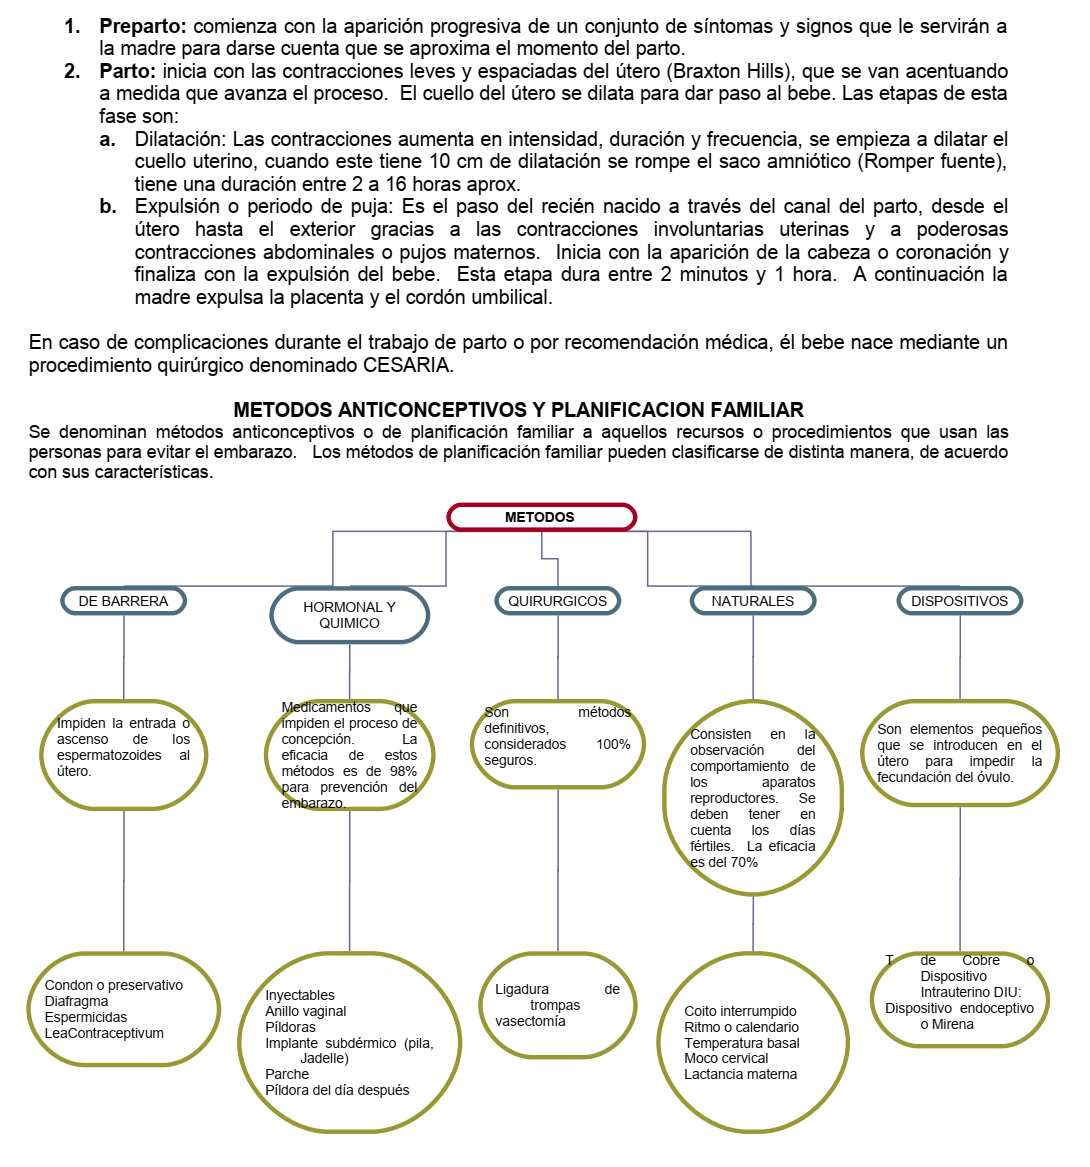 1. Preparto: comienza con la aparición progresiva de un conjunto de síntomas y signos que le servirán a
la madre para darse cuenta que se aproxima el momento del parto.
2. Parto: inicia con las contracciones leves y espaciadas del útero (Braxton Hills), que se van acentuando
a medida que avanza el proceso. El cuello del útero se dilata para dar paso al bebe. Las etapas de esta
fase son:
a. Dilatación: Las contracciones aumenta en intensidad, duración y frecuencia, se empieza a dilatar el
cuello uterino, cuando este tiene 10 cm de dilatación se rompe el saco amniótico (Romper fuente),
tiene una duración entre 2 a 16 horas aprox.
b. Expulsión o periodo de puja: Es el paso del recién nacido a través del canal del parto, desde el
útero hasta el exterior gracias a las contracciones involuntarias uterinas y a poderosas
contracciones abdominales o pujos maternos. Inicia con la aparición de la cabeza o coronación y
finaliza con la expulsión del bebe. Esta etapa dura entre 2 minutos y 1 hora. A continuación la
madre expulsa la placenta y el cordón umbilical.
En caso de complicaciones durante el trabajo de parto o por recomendación médica, él bebe nace mediante un
procedimiento quirúrgico denominado CESARIA.
METODOS ANTICONCEPTIVOS Y PLANIFICACION FAMILIAR
Se denominan métodos anticonceptivos o de planificación familiar a aquellos recursos o procedimientos que usan las
personas para evitar el embarazo. Los métodos de planificación familiar pueden clasificarse de distinta manera, de acuerdo
con sus características.
METODOS
DE BARRERA
HORMONAL Y
QUIMICO
QUIRURGICOS
NATURALES
DISPOSITIVOS
Impiden la entrada o
ascenso de los
espermatozoides al
útero.
Medicamentos que
impiden el proceso de
concepción. La
eficacia de estos
métodos es de 98%
para prevención del
embarazo.
Son métodos
definitivos,
considerados 100%
seguros.
Consisten en la
observación del
comportamiento de
los aparatos
reproductores. Se
deben tener en
cuenta los días
fértiles. La eficacia
es del 70%
Son elementos pequeños
que se introducen en el
útero para impedir la
fecundación del óvulo.
Condon o preservativo
Diafragma
Espermicidas
LeaContraceptivum
Inyectables
Anillo vaginal
Píldoras
Implante subdérmico (pila,
Jadelle)
Parche
Píldora del día después
Ligadura de
trompas
vasectomía
Coito interrumpido
Ritmo o calendario
Temperatura basal
Moco cervical
Lactancia materna
T de Cobre o
Dispositivo
Intrauterino DIU:
Dispositivo endoceptivo
o Mirena